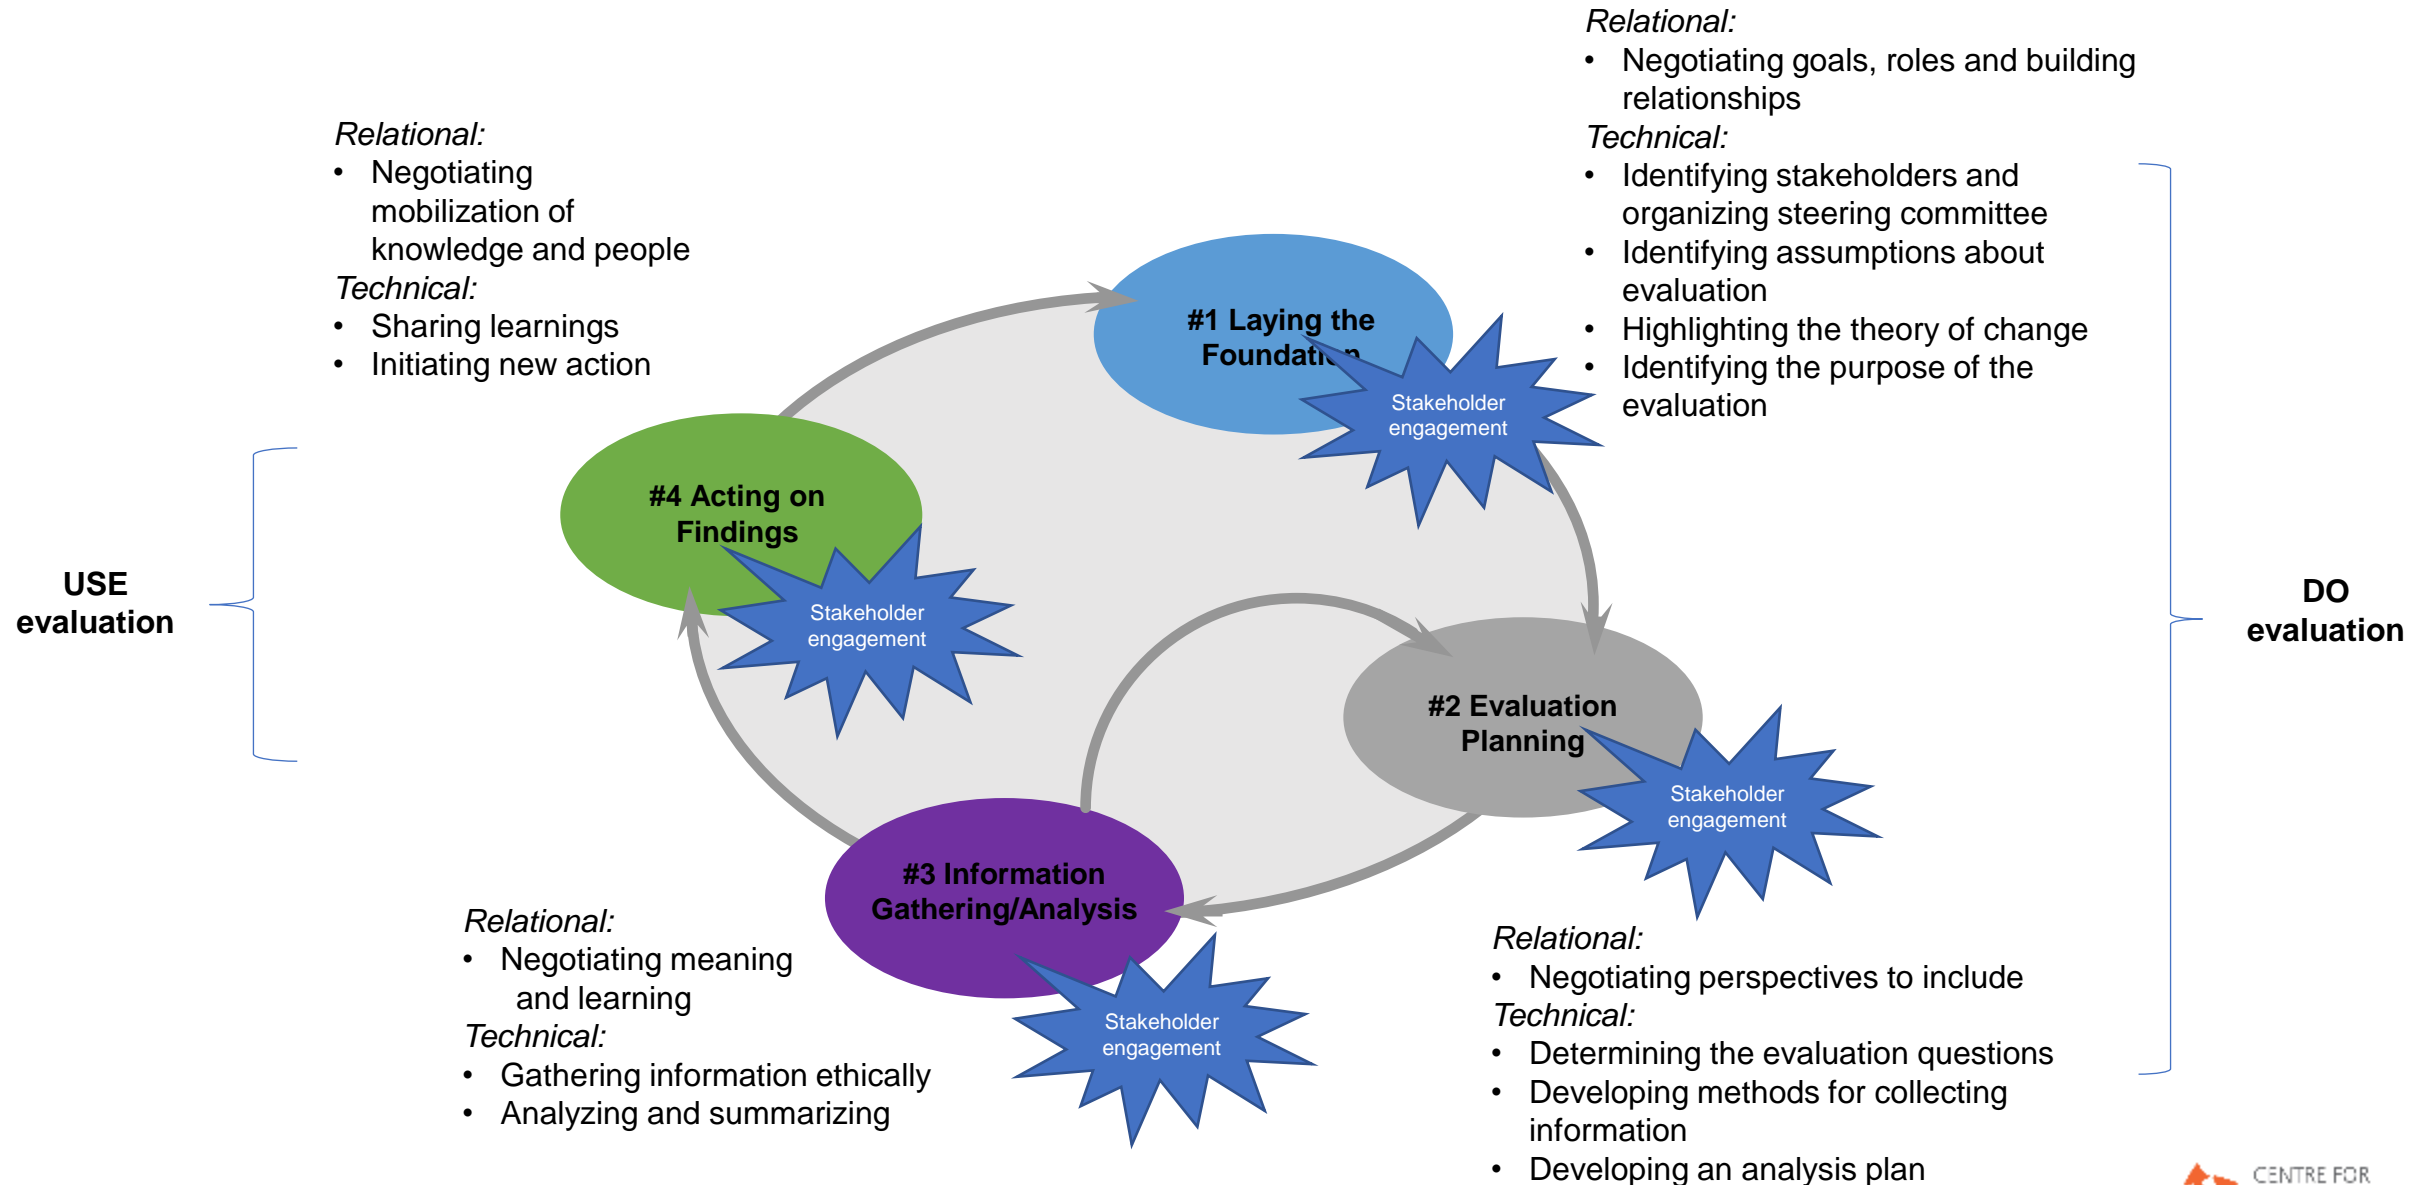 Relational:
• Negotiating goals, roles and building
relationships
Technical:
• Identifying stakeholders and
organizing steering committee
• Identifying assumptions about
evaluation
• Highlighting the theory of change
• Identifying the purpose of the
evaluation
Relational:
• Negotiating
mobilization of
knowledge and people
Technical:
• Sharing learnings
• Initiating new action
#1 Laying the
Foundation
Stakeholder
engagement
#4 Acting on
Findings
Stakeholder
engagement
USE
evaluation
DO
evaluation
#2 Evaluation
Planning
Stakeholder
engagement
#3 Information
Gathering/Analysis
Stakeholder
engagement
Relational:
• Negotiating meaning
and learning
Technical:
• Gathering information ethically
• Analyzing and summarizing
Relational:
• Negotiating perspectives to include
Technical:
• Determining the evaluation questions
• Developing methods for collecting
information
• Developing an analysis plan
CENTRE FOR